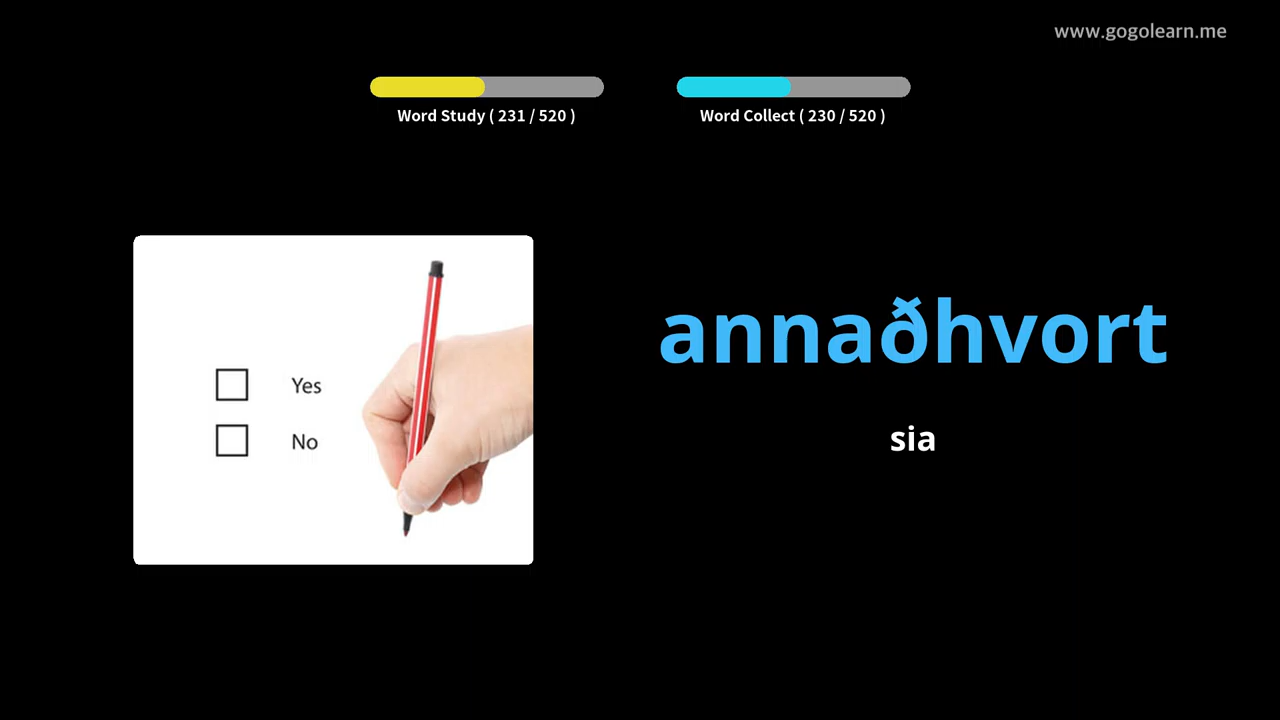 www.gogolearn.me
Word Study ( 231 / 520 )
Word Collect ( 230 / 520 )
Yes
No
annaðhvort
sia